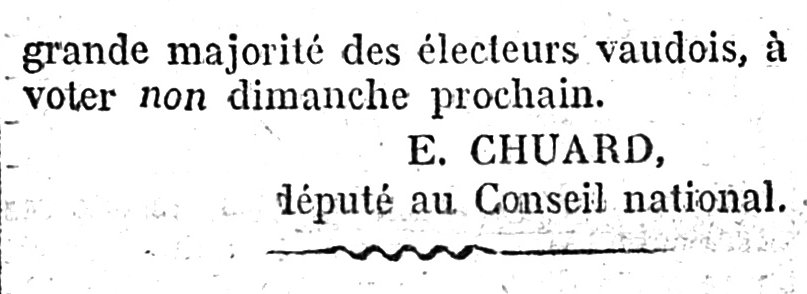 grande majorité des électeurs vaudois, à
voter non dimanche prochain.
E. CHUARD,
député au Conseil national.